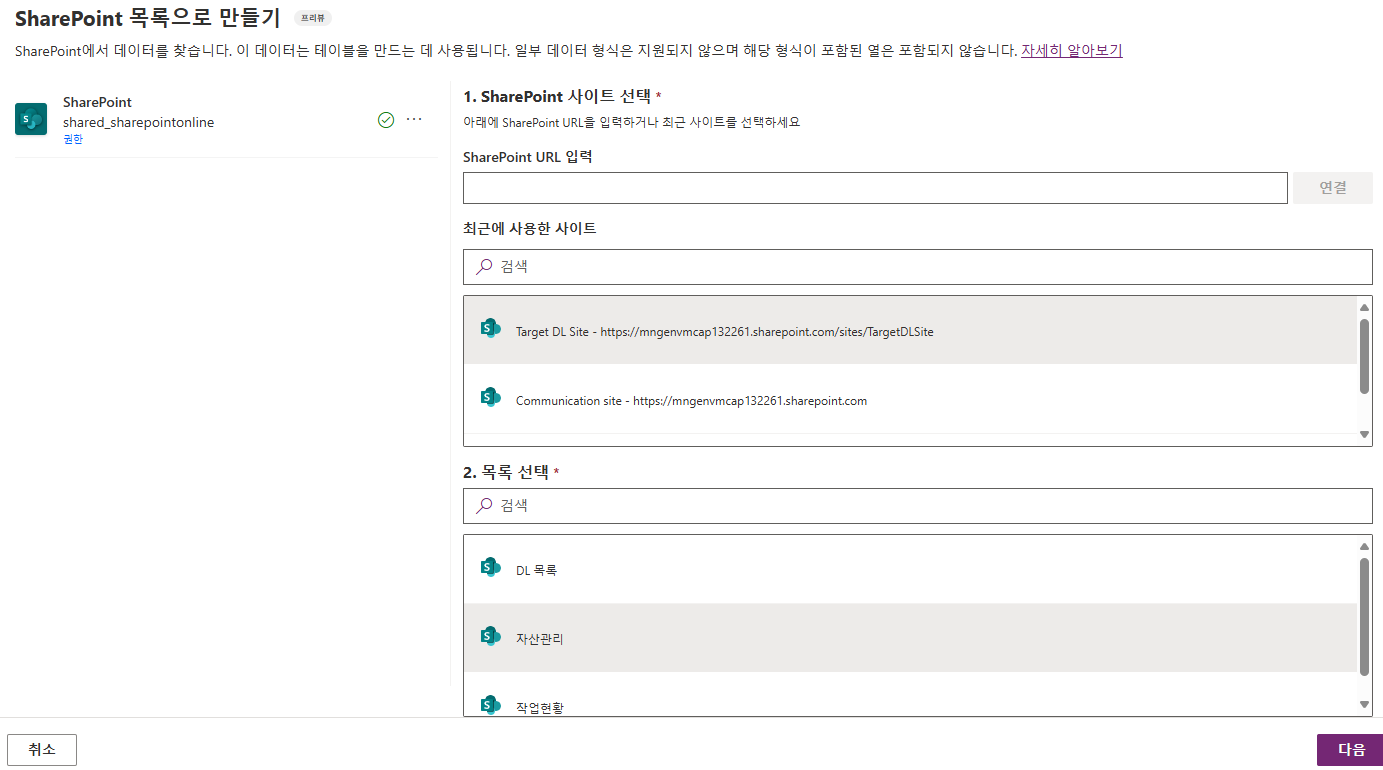 SharePoint 목록으로 만들기 프리뷰
SharePoint에서 데이터를 찾습니다. 이 데이터는 테이블을 만드는 데 사용됩니다. 일부 데이터 형식은 지원되지 않으며 해당 형식이 포함된 열은 포함되지 않습니다. 자세히 알아보기
SharePoint
shared_sharepointonline
권한
1. SharePoint 사이트 선택 *
아래에 SharePoint URL을 입력하거나 최근 사이트를 선택하세요
SharePoint URL 입력
연결
최근에 사용한 사이트
검색
Target DL Site - https://mngenvmcap132261.sharepoint.com/sites/TargetDLSite
Communication site - https://mngenvmcap132261.sharepoint.com
2. 목록 선택 *
검색
DL 목록
자산관리
작업현황
취소
다음